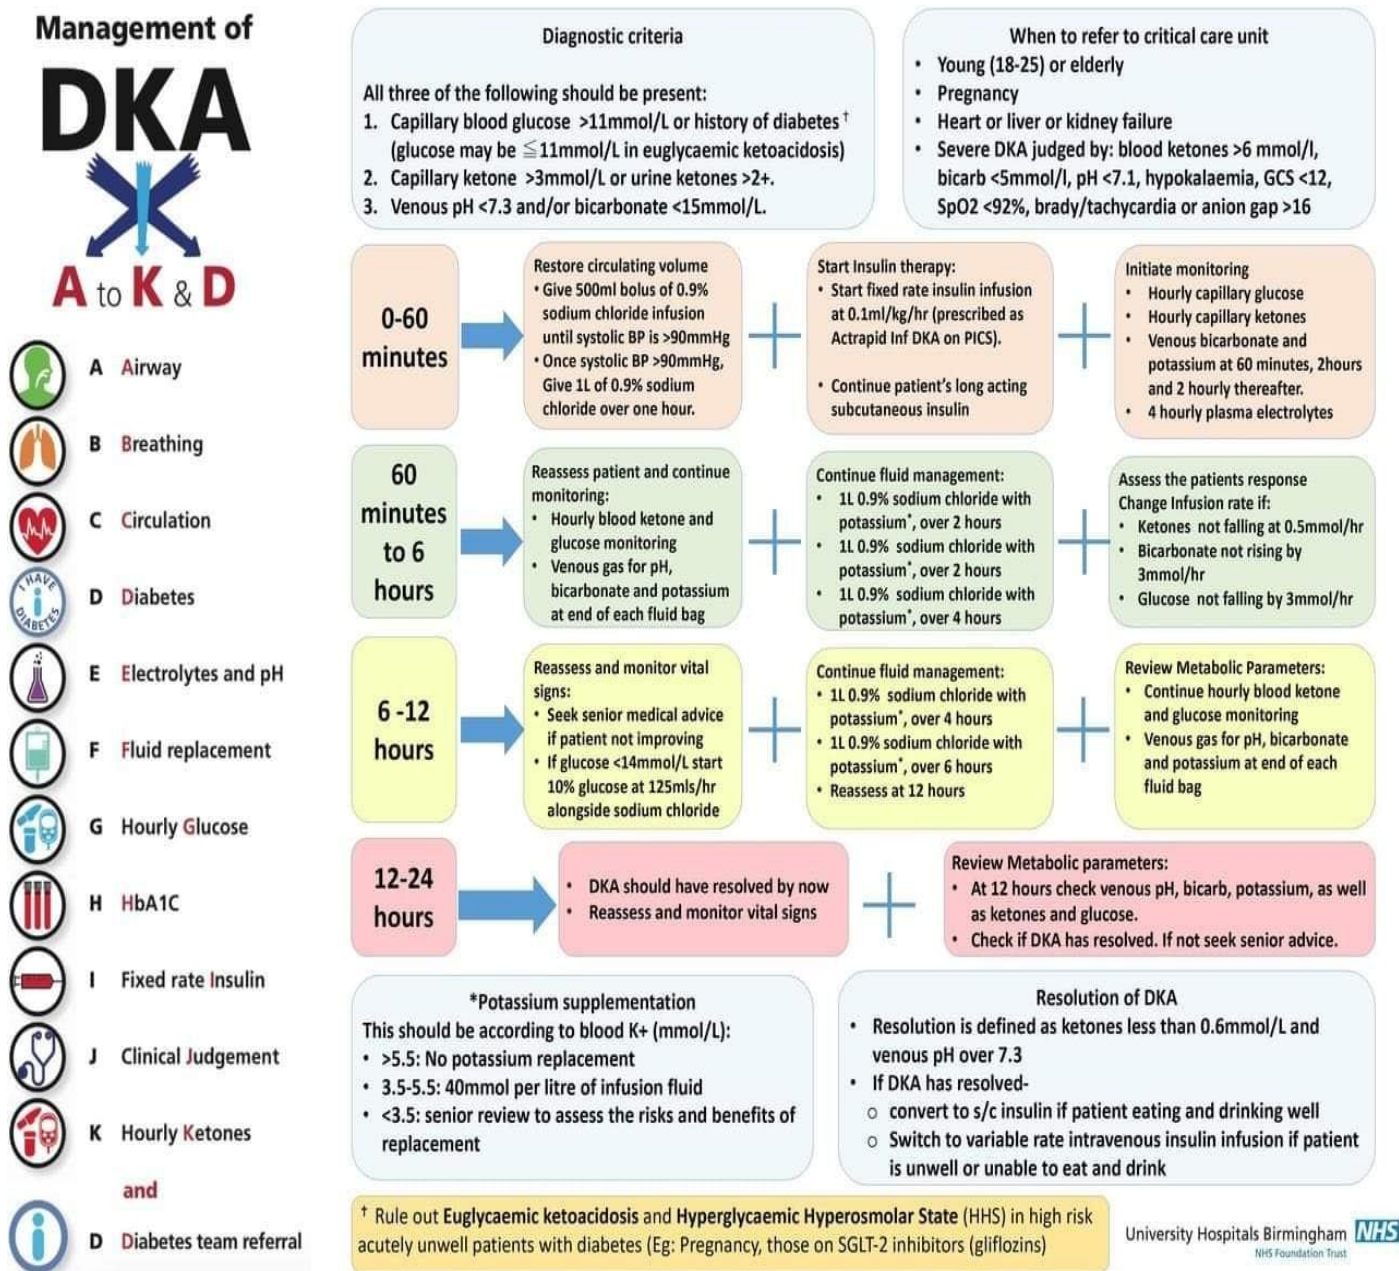 Management of
DKA
A to K & D
A Airway
B Breathing
C Circulation
I HAVE
DIABETES
D Diabetes
E Electrolytes and pH
F Fluid replacement
G Hourly Glucose
H HbA1C
I Fixed rate Insulin
J Clinical Judgement
K Hourly Ketones
and
D Diabetes team referral
Diagnostic criteria
All three of the following should be present:
1. Capillary blood glucose >11mmol/L or history of diabetes †
(glucose may be ≦11mmol/L in euglycaemic ketoacidosis)
2. Capillary ketone >3mmol/L or urine ketones >2+.
3. Venous pH <7.3 and/or bicarbonate <15mmol/L.
When to refer to critical care unit
• Young (18-25) or elderly
• Pregnancy
• Heart or liver or kidney failure
• Severe DKA judged by: blood ketones >6 mmol/l,
bicarb <5mmol/l, pH <7.1, hypokalaemia, GCS <12,
SpO2 <92%, brady/tachycardia or anion gap >16
0-60
minutes
Restore circulating volume
• Give 500ml bolus of 0.9%
sodium chloride infusion
until systolic BP is >90mmHg
• Once systolic BP >90mmHg,
Give 1L of 0.9% sodium
chloride over one hour.
Start Insulin therapy:
• Start fixed rate insulin infusion
at 0.1ml/kg/hr (prescribed as
Actrapid Inf DKA on PICS).
• Continue patient's long acting
subcutaneous insulin
Initiate monitoring
• Hourly capillary glucose
• Hourly capillary ketones
• Venous bicarbonate and
potassium at 60 minutes, 2hours
and 2 hourly thereafter.
• 4 hourly plasma electrolytes
60
minutes
to 6
hours
Reassess patient and continue
monitoring:
• Hourly blood ketone and
glucose monitoring
• Venous gas for pH,
bicarbonate and potassium
at end of each fluid bag
Continue fluid management:
• 1L 0.9% sodium chloride with
potassium*, over 2 hours
• 1L 0.9% sodium chloride with
potassium*, over 2 hours
• 1L 0.9% sodium chloride with
potassium*, over 4 hours
Assess the patients response
Change Infusion rate if:
• Ketones not falling at 0.5mmol/hr
• Bicarbonate not rising by
3mmol/hr
• Glucose not falling by 3mmol/hr
6 -12
hours
Reassess and monitor vital
signs:
• Seek senior medical advice
if patient not improving
• If glucose <14mmol/L start
10% glucose at 125mls/hr
alongside sodium chloride
Continue fluid management:
• 1L 0.9% sodium chloride with
potassium*, over 4 hours
• 1L 0.9% sodium chloride with
potassium*, over 6 hours
• Reassess at 12 hours
Review Metabolic Parameters:
• Continue hourly blood ketone
and glucose monitoring
• Venous gas for pH, bicarbonate
and potassium at end of each
fluid bag
12-24
hours
• DKA should have resolved by now
• Reassess and monitor vital signs
Review Metabolic parameters:
• At 12 hours check venous pH, bicarb, potassium, as well
as ketones and glucose.
• Check if DKA has resolved. If not seek senior advice.
*Potassium supplementation
This should be according to blood K+ (mmol/L):
• >5.5: No potassium replacement
• 3.5-5.5: 40mmol per litre of infusion fluid
• <3.5: senior review to assess the risks and benefits of
replacement
Resolution of DKA
• Resolution is defined as ketones less than 0.6mmol/L and
venous pH over 7.3
• If DKA has resolved-
o convert to s/c insulin if patient eating and drinking well
o Switch to variable rate intravenous insulin infusion if patient
is unwell or unable to eat and drink
† Rule out Euglycaemic ketoacidosis and Hyperglycaemic Hyperosmolar State (HHS) in high risk
acutely unwell patients with diabetes (Eg: Pregnancy, those on SGLT-2 inhibitors (gliflozins)
University Hospitals Birmingham NHS
NHS Foundation Trust